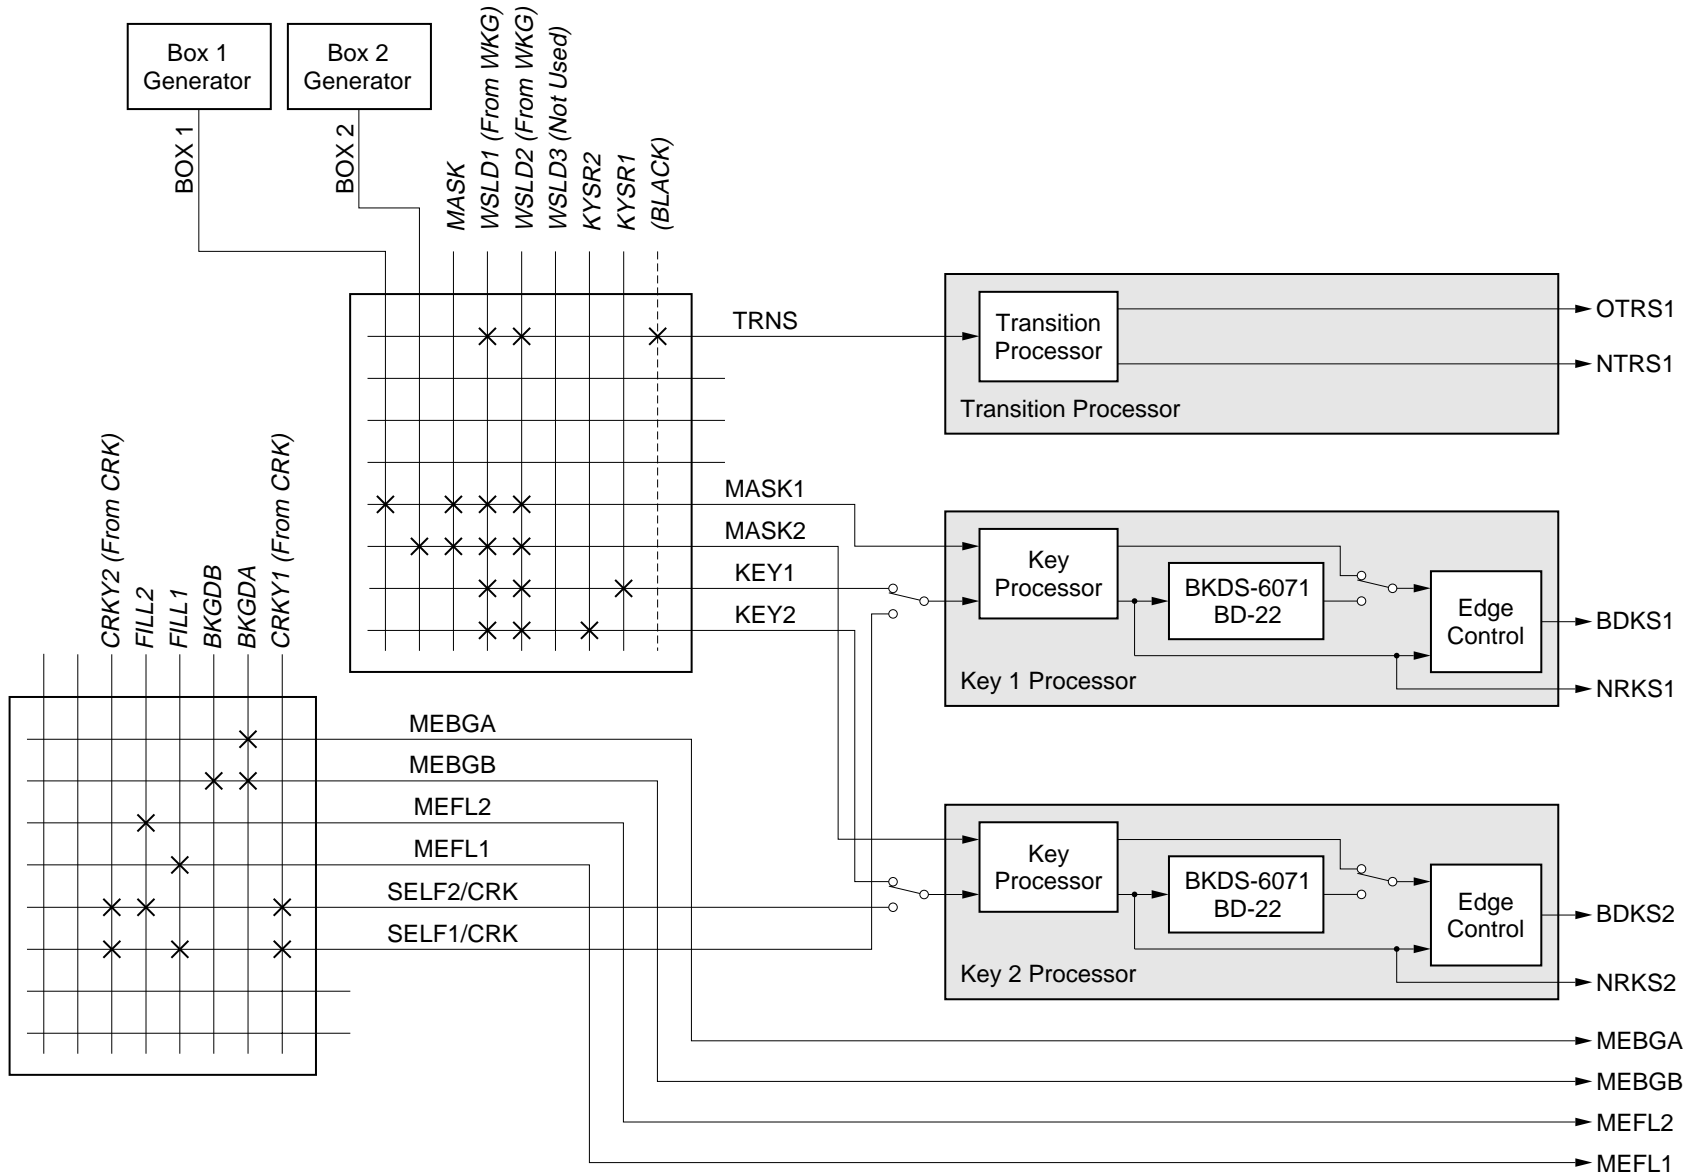 Box 1
Generator
Box 2
Generator
BOX 1
BOX 2
MASK
WSLD1 (From WKG)
WSLD2 (From WKG)
WSLD3 (Not Used)
KYSR2
KYSR1
(BLACK)
TRNS
Transition
Processor
Transition Processor
OTRS1
NTRS1
MASK1
MASK2
KEY1
KEY2
Key
Processor
BKDS-6071
BD-22
Edge
Control
Key 1 Processor
BDKS1
NRKS1
CRKY2 (From CRK)
FILL2
FILL1
BKGDB
BKGDA
CRKY1 (From CRK)
MEBGA
MEBGB
MEFL2
MEFL1
SELF2/CRK
SELF1/CRK
Key
Processor
BKDS-6071
BD-22
Edge
Control
Key 2 Processor
BDKS2
NRKS2
MEBGA
MEBGB
MEFL2
MEFL1